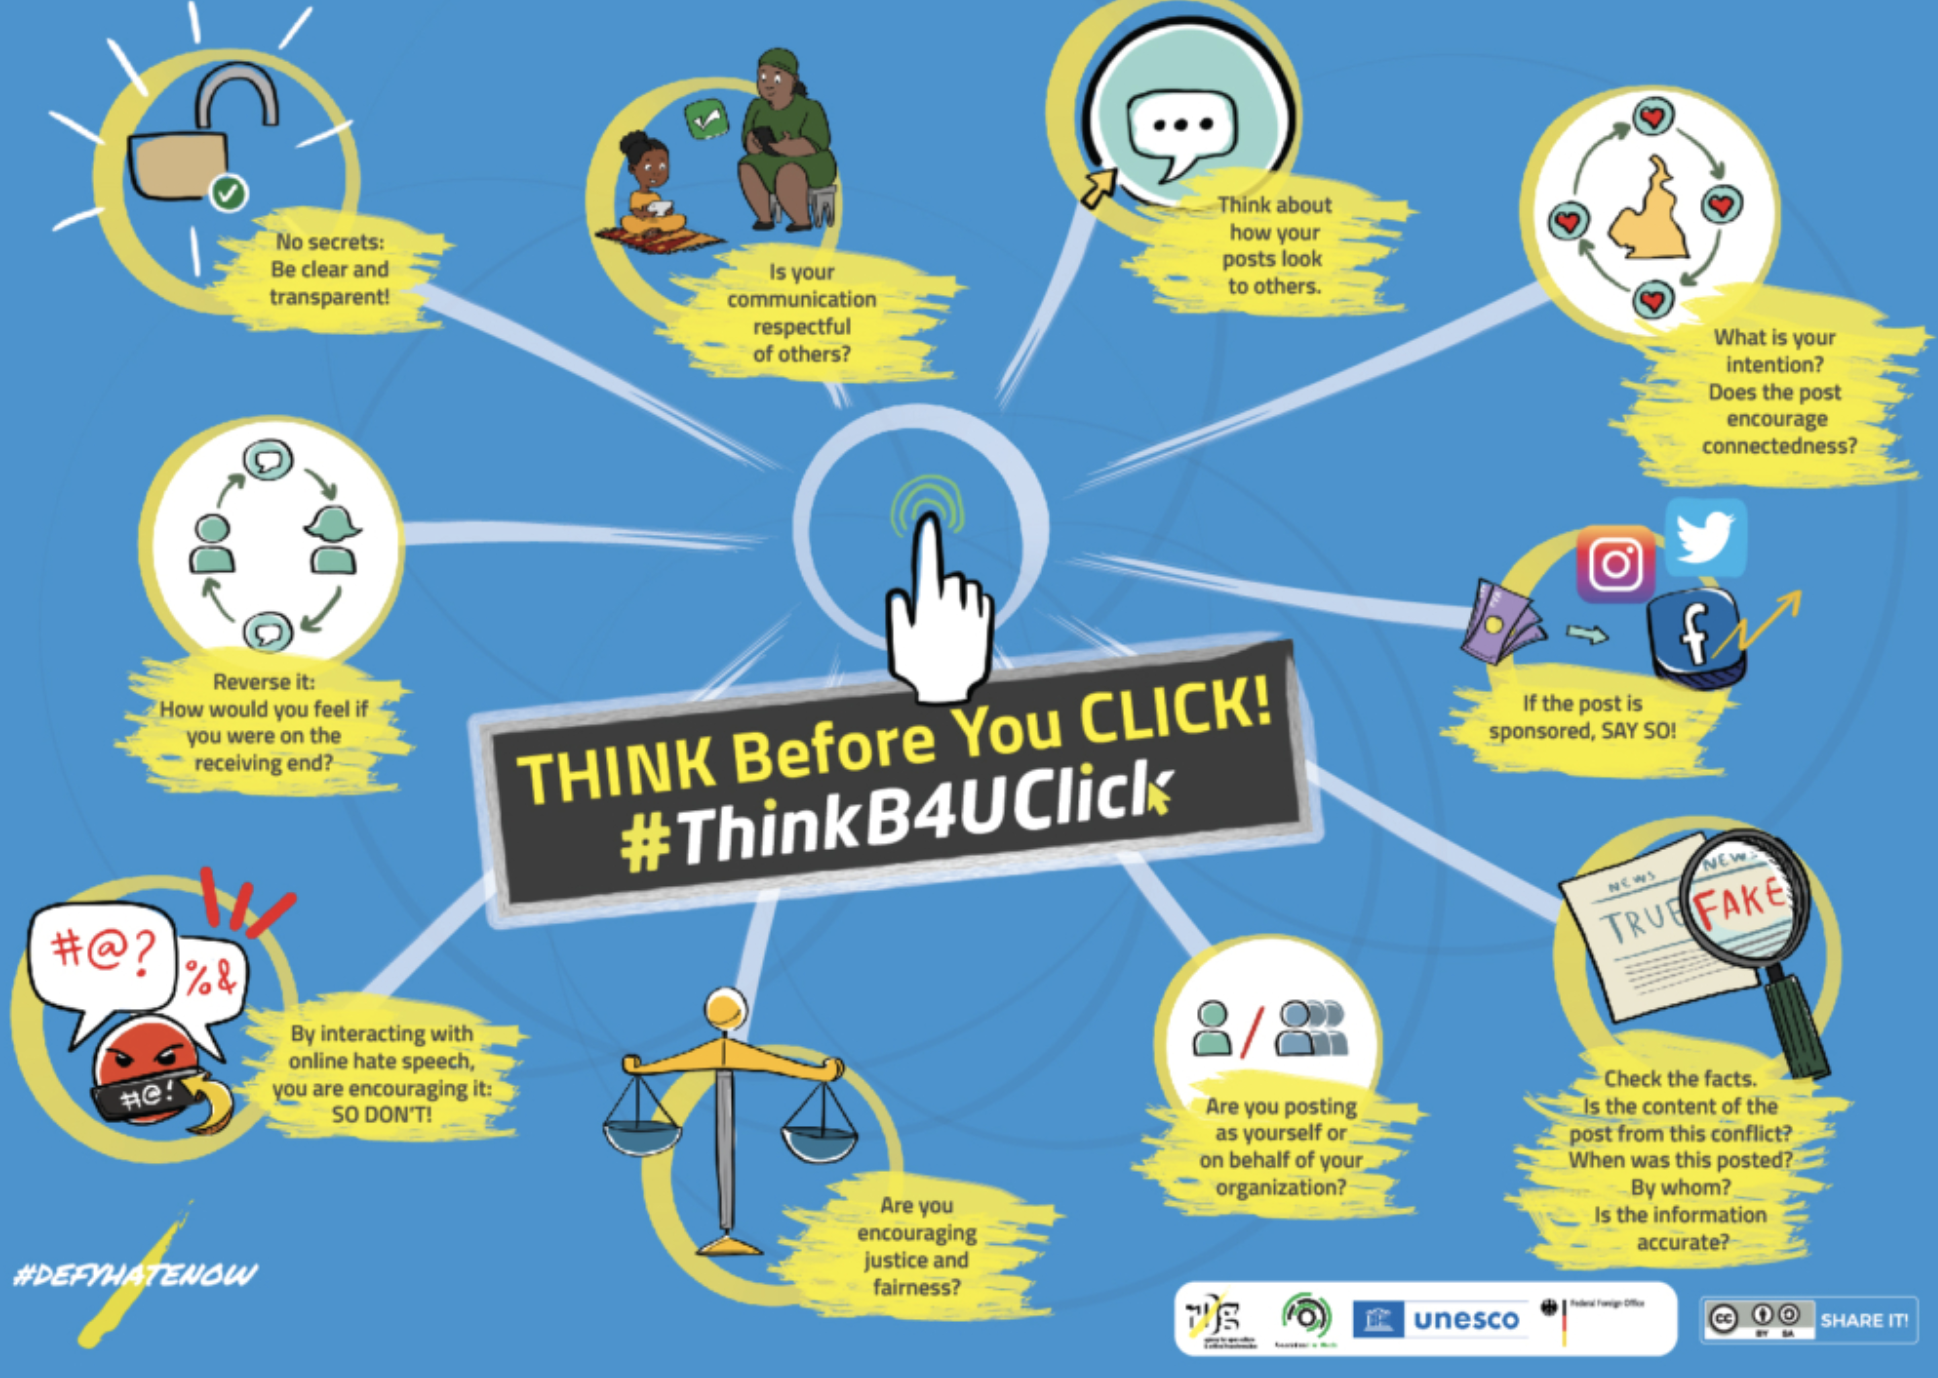 No secrets:
Be clear and
transparent!
Is your
communication
respectful
of others?
Think about
how your
posts look
to others.
What is your
intention?
Does the post
encourage
connectedness?
Reverse it:
How would you feel if
you were on the
receiving end?
If the post is
sponsored, SAY SO!
THINK Before You CLICK!
#ThinkB4UClick
#@?
%&
#@!
By interacting with
online hate speech,
you are encouraging it:
SO DON'T!
Are you
encouraging
justice and
fairness?
Are you posting
as yourself or
on behalf of your
organization?
NEWS
NEWS
TRUE
FAKE
Check the facts.
Is the content of the
post from this conflict?
When was this posted?
By whom?
Is the information
accurate?
#DEFYHATENOW
unesco
Federal Foreign Office
cc
BY SA
SHARE IT!